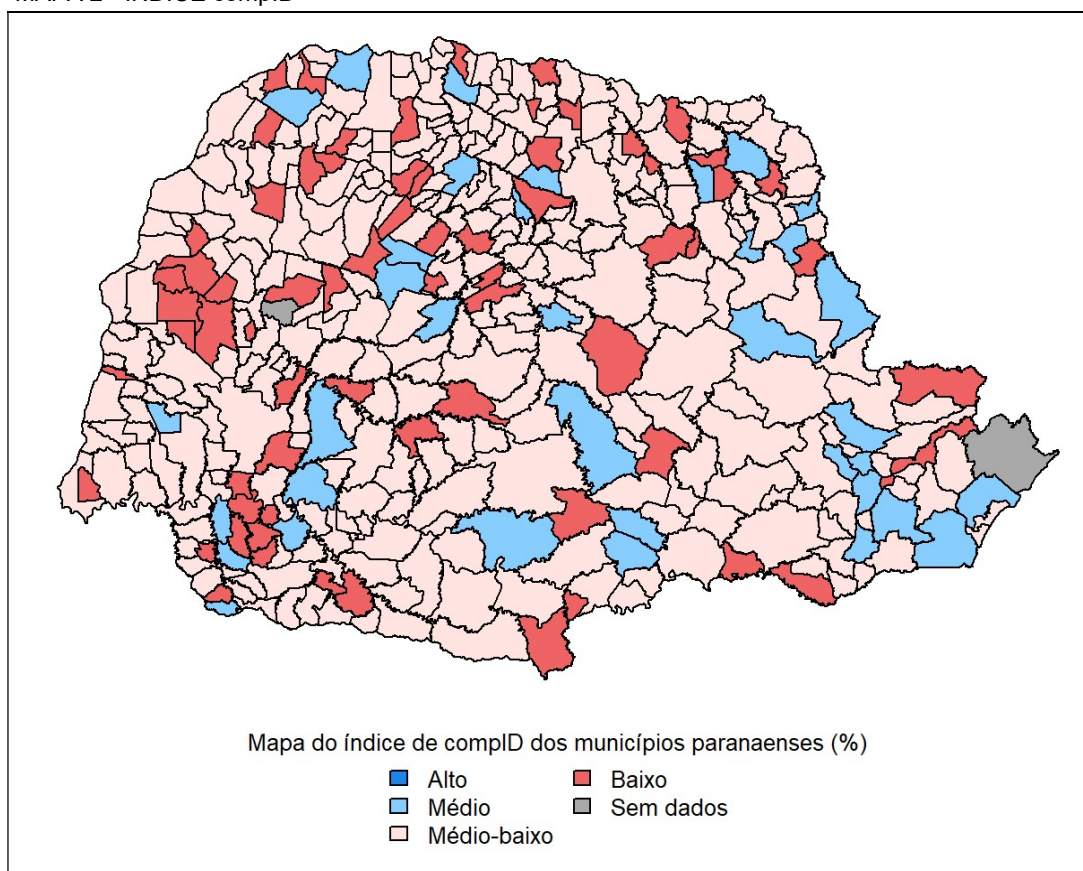 Mapa do índice de compID dos municípios paranaenses (%)
Alto
Médio
Médio-baixo
Baixo
Sem dados